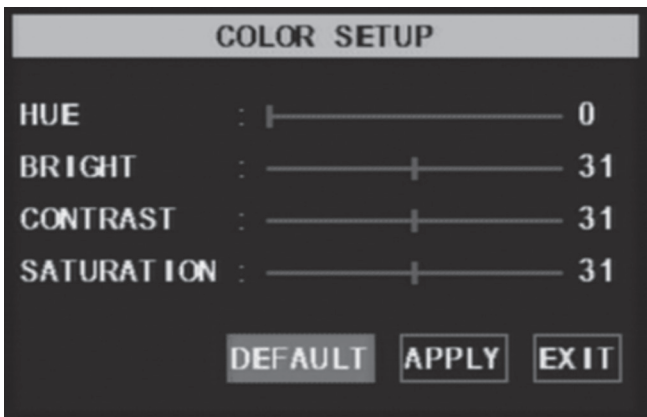 COLOR SETUP
HUE : 0
BRIGHT : 31
CONTRAST : 31
SATURATION : 31
DEFAULT APPLY EXIT